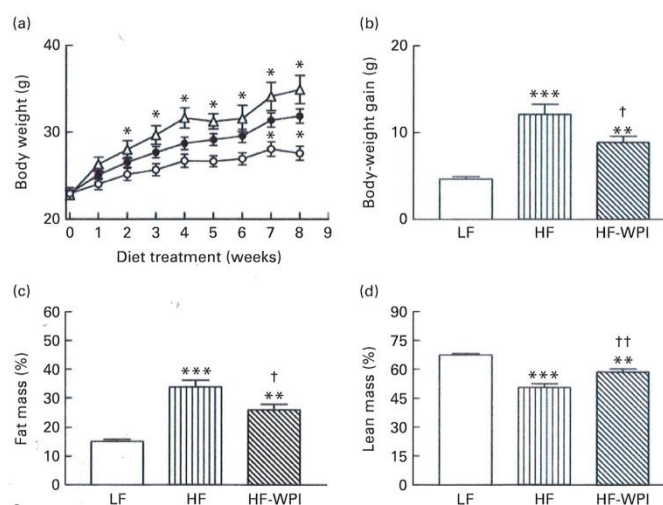 (a)
Body weight (g)
40
30
20
* * * * * * *
* *
0 1 2 3 4 5 6 7 8 9
Diet treatment (weeks)
(b)
Body-weight gain (g)
20
10
0
***
†
**
LF HF HF-WPI
(c)
Fat mass (%)
60
50
40
30
20
10
0
***
†
**
LF HF HF-WPI
(d)
Lean mass (%)
90
75
60
45
30
15
0
***
††
**
LF HF HF-WPI